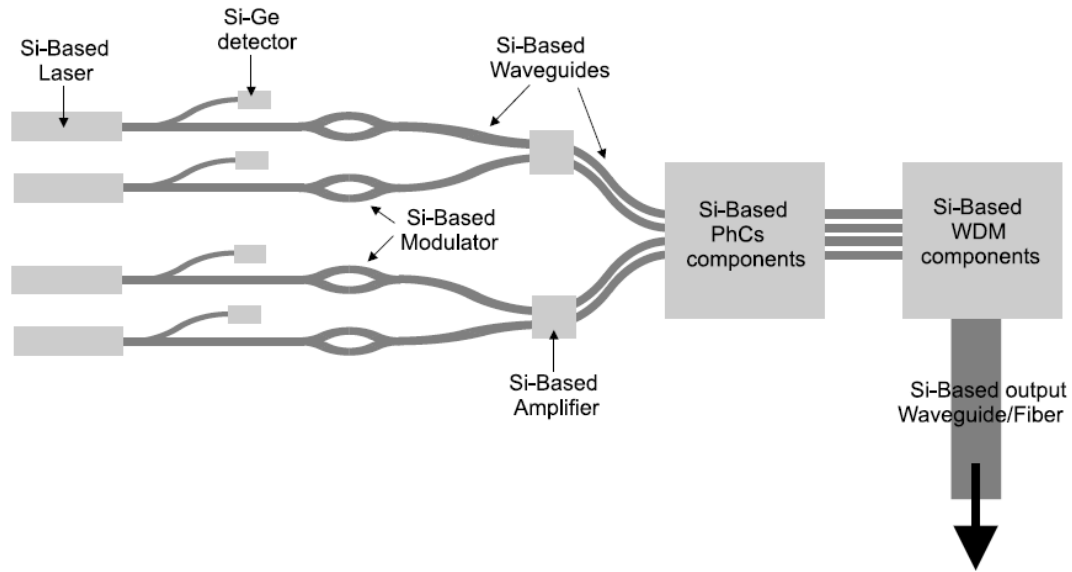 Si-Based
Laser
Si-Ge
detector
Si-Based
Waveguides
Si-Based
Modulator
Si-Based
Amplifier
Si-Based
PhCs
components
Si-Based
WDM
components
Si-Based output
Waveguide/Fiber